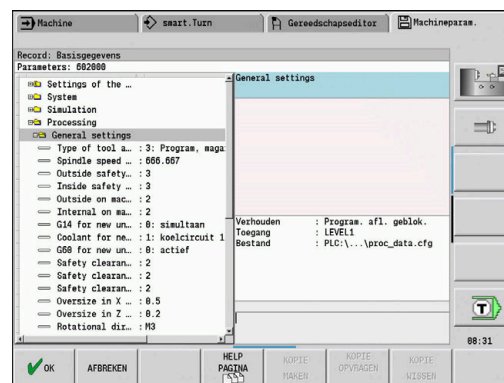 Machine
smart.Turn
Gereedschapseditor
Machineparam.
Record: Basisgegevens
Parameters: 602000
Settings of the …
System
Simulation
Processing
General settings
Type of tool a… : 3: Program, maga
Spindle speed … : 666.667
Outside safety… : 3
Inside safety … : 3
Outside on mac… : 2
Internal on ma… : 2
G14 for new un… : 0: simultaan
Coolant for ne… : 1: koelcircuit 1
G60 for new un… : 0: actief
Safety clearan… : 2
Safety clearan… : 2
Safety clearan… : 2
Oversize in X … : 0.5
Oversize in Z … : 0.2
Rotational dir… : M3
General settings
Verhouden : Program. afl. geblok.
Toegang : LEVEL1
Bestand : PLC:\...\proc_data.cfg
T
08:31
OK
AFBREKEN
HELP
PAGINA
KOPIE
MAKEN
KOPIE
OPVRAGEN
KOPIE
WISSEN